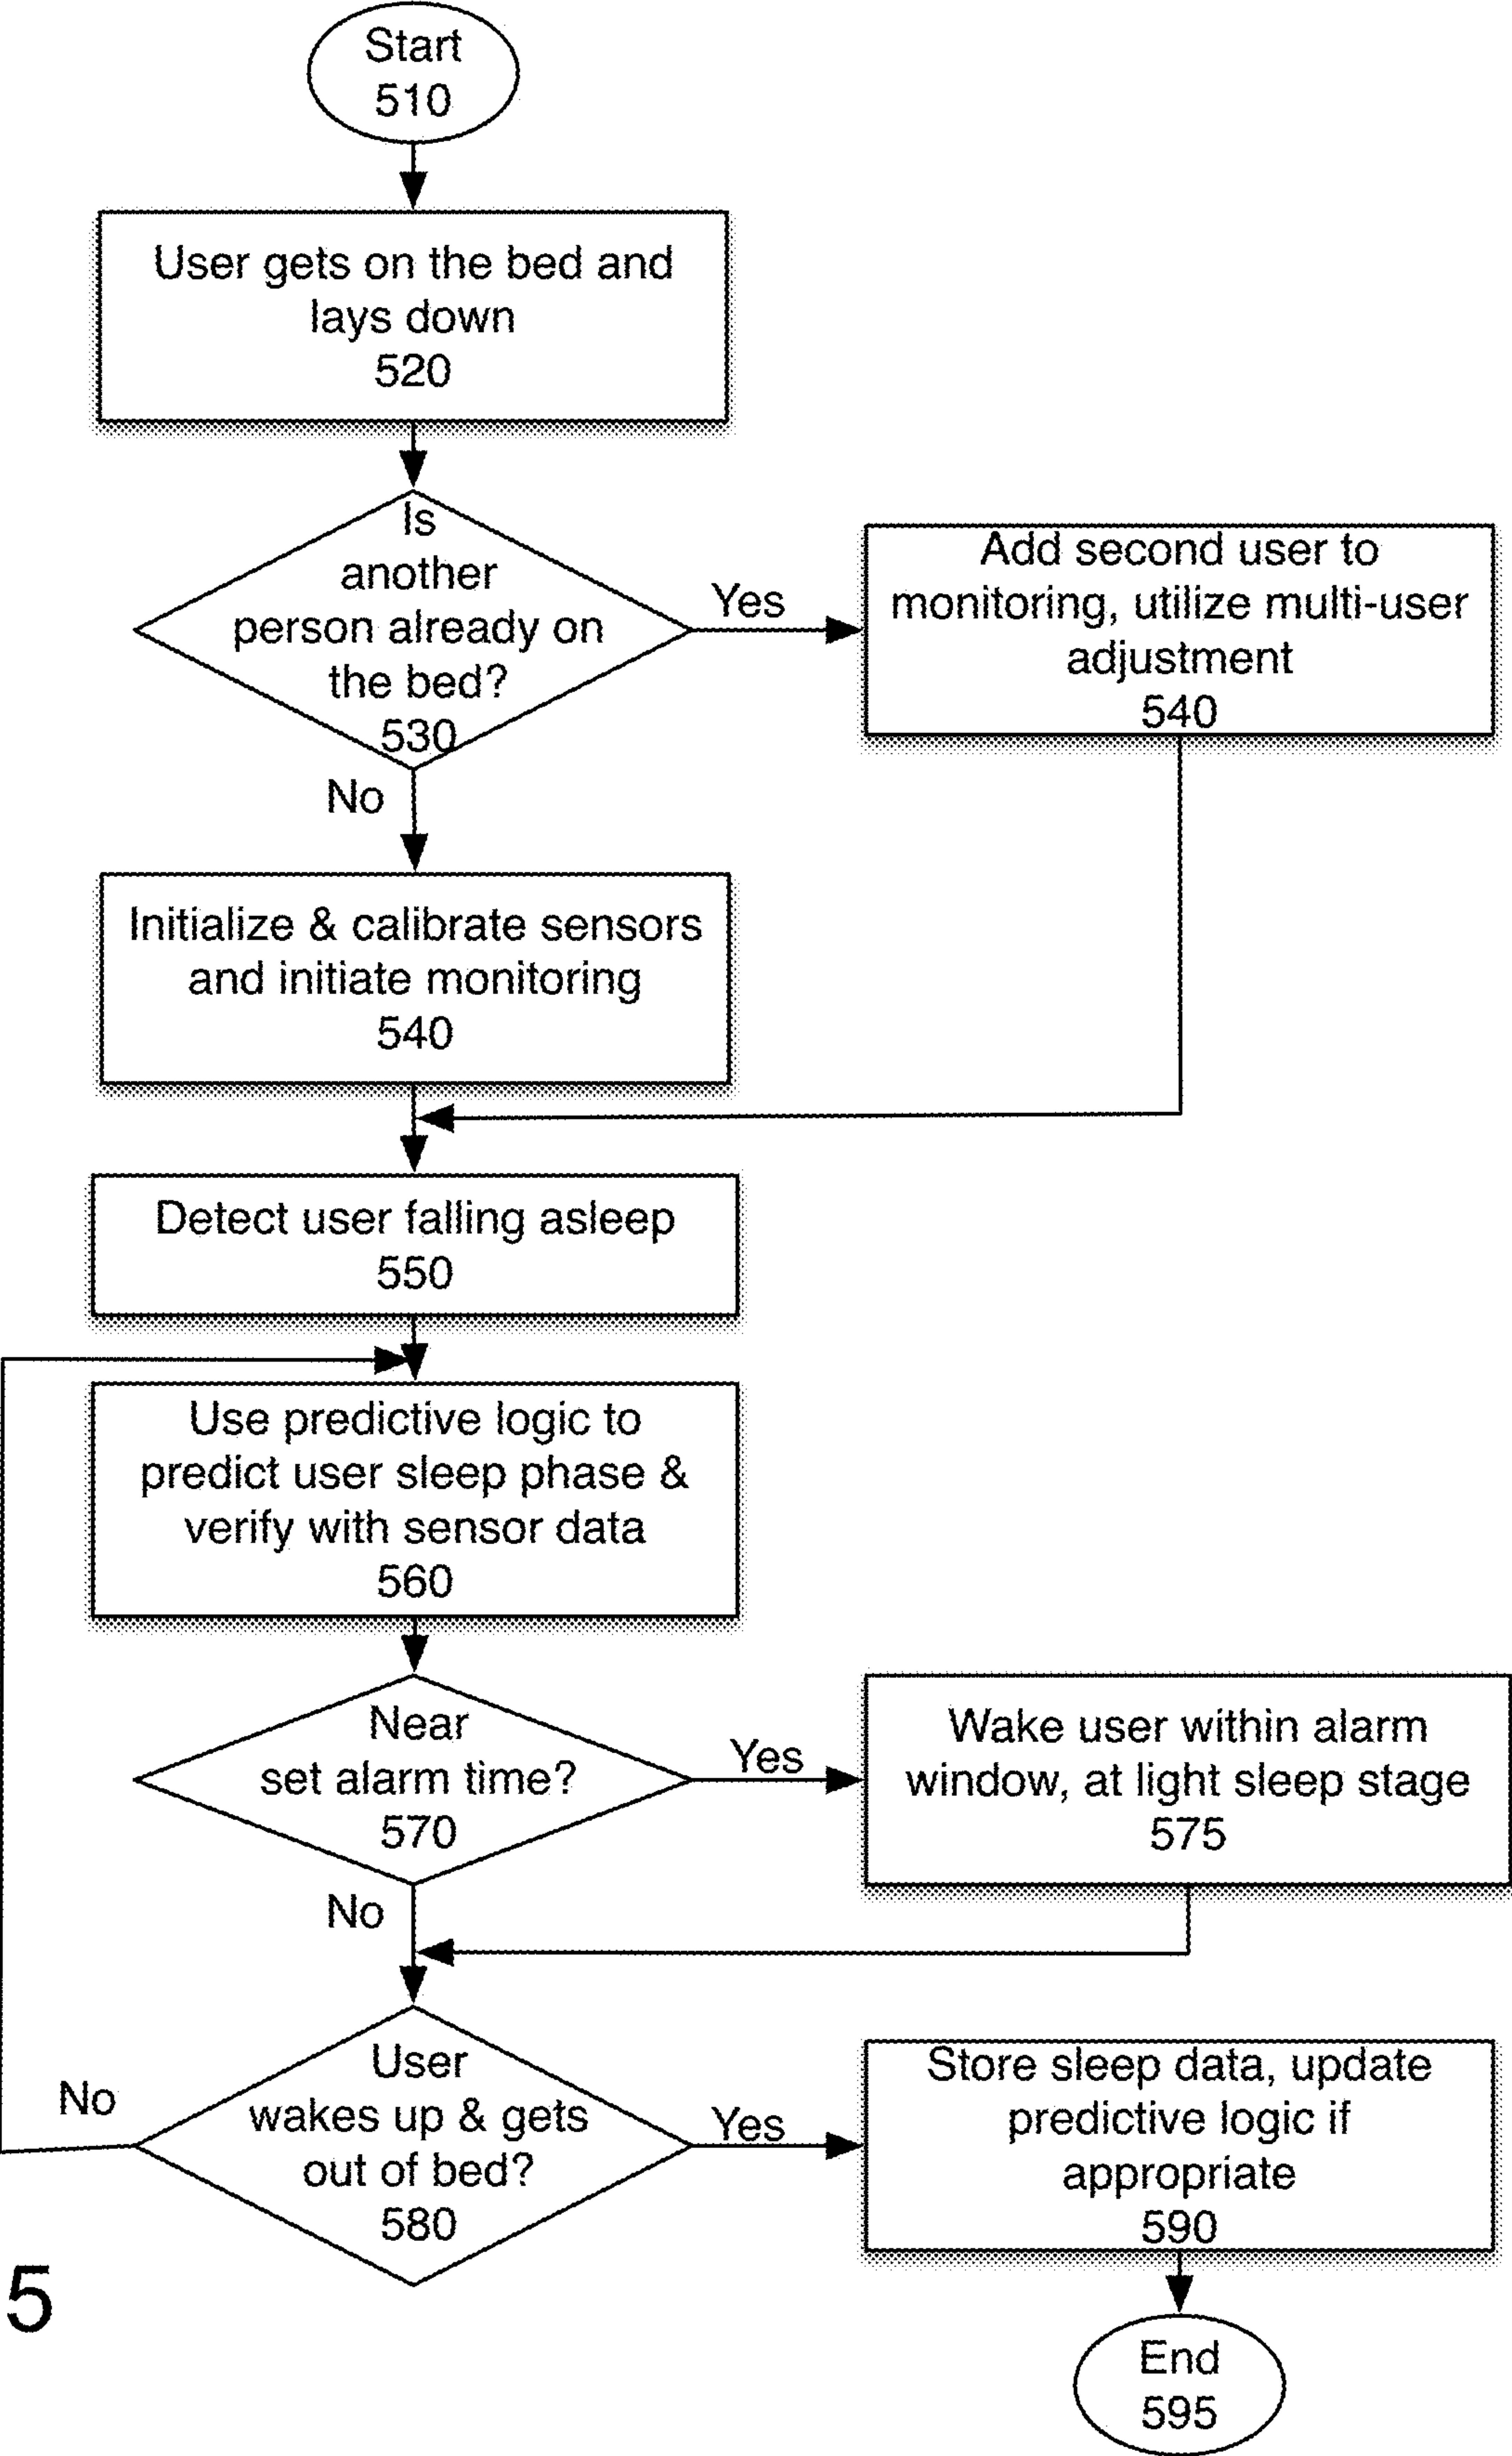 Start
510
User gets on the bed and
lays down
520
Is
another
person already on
the bed?
530
Yes
Add second user to
monitoring, utilize multi-user
adjustment
540
No
Initialize & calibrate sensors
and initiate monitoring
540
Detect user falling asleep
550
Use predictive logic to
predict user sleep phase &
verify with sensor data
560
Near
set alarm time?
570
Yes
Wake user within alarm
window, at light sleep stage
575
No
User
wakes up & gets
out of bed?
580
No
Yes
Store sleep data, update
predictive logic if
appropriate
590
End
595
5